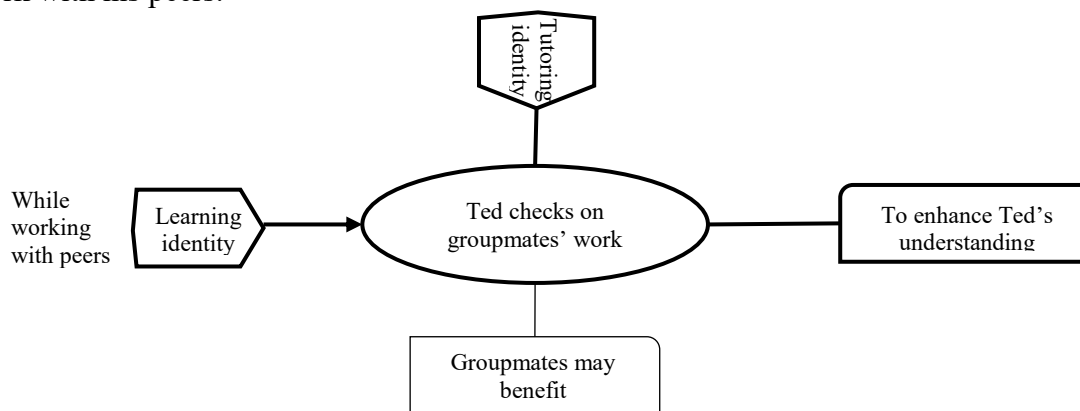 with his peers.
Tutoring
identity
While
working
with peers
Learning
identity
Ted checks on
groupmates' work
To enhance Ted's
understanding
Groupmates may
benefit